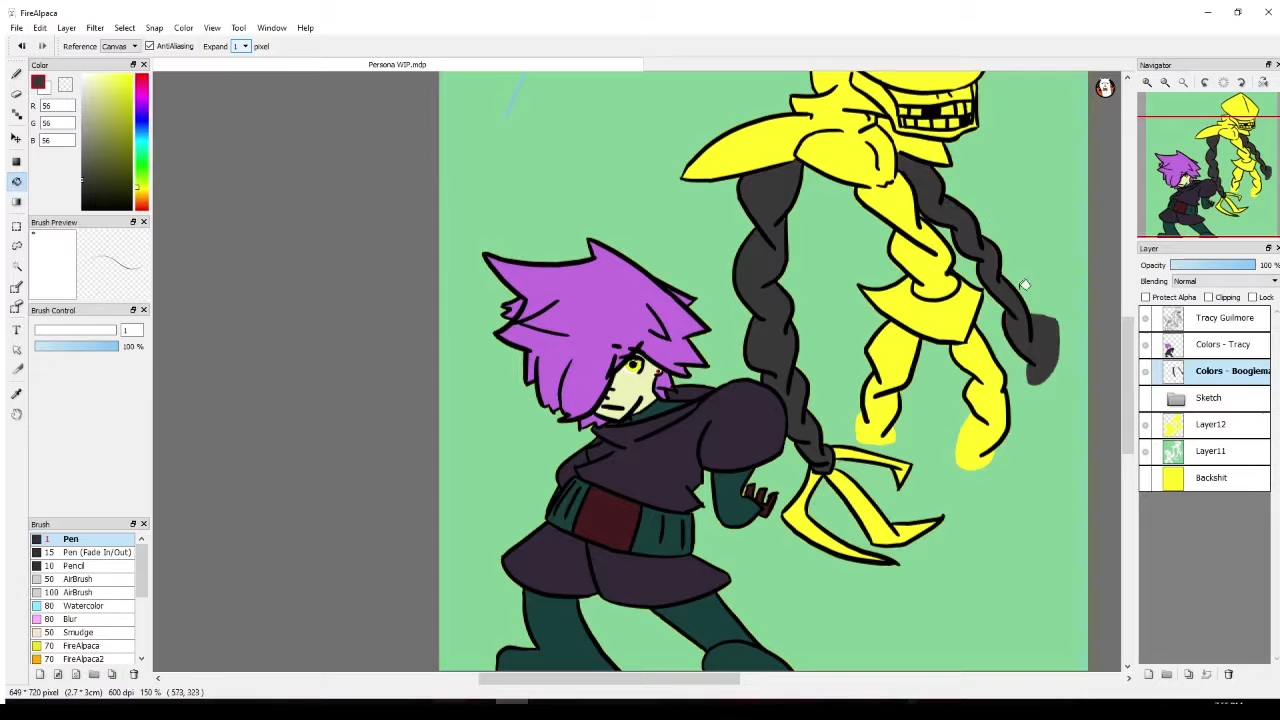 FireAlpaca
File Edit Layer Filter Select Snap Color View Tool Window Help
Reference Canvas AntiAliasing Expand 1 pixel
Color
Persona WIP.mdp
Navigator
R 56
G 56
B 56
Brush Preview
Layer
Opacity 100 %
Blending Normal
Protect Alpha Clipping Lock
Brush Control
1
100 %
Tracy Guilmore
Colors - Tracy
Colors - Boogiema
Sketch
Layer12
Layer11
Backshit
Brush
1 Pen
15 Pen (Fade In/Out)
10 Pencil
50 AirBrush
100 AirBrush
80 Watercolor
80 Blur
50 Smudge
70 FireAlpaca
70 FireAlpaca2
649 * 720 pixel (2.7 * 3cm) 600 dpi 150 % ( 573, 323 )